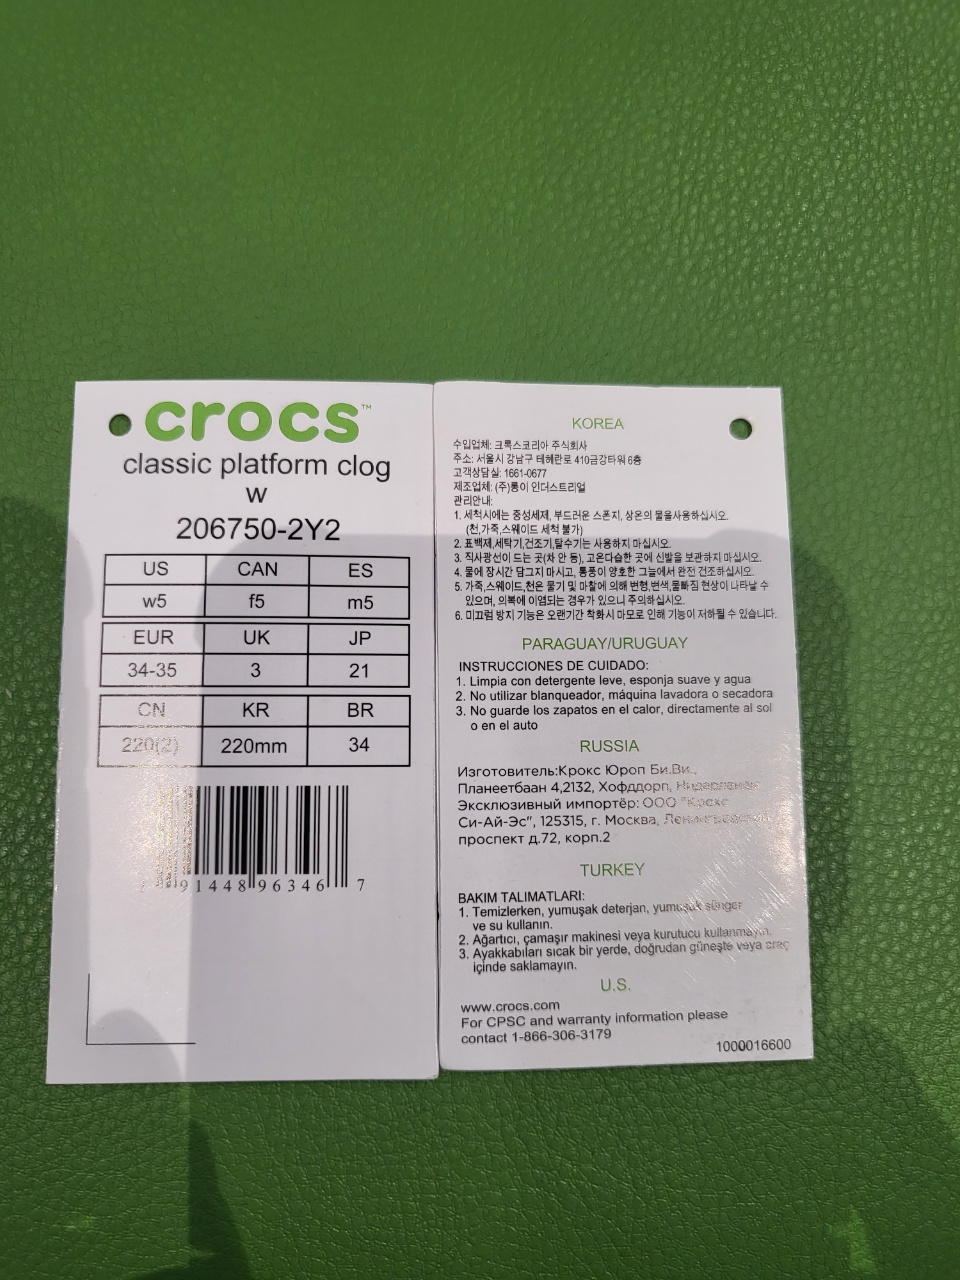 crocs™
classic platform clog
w
206750-2Y2
US CAN ES
w5 f5 m5
EUR UK JP
34-35 3 21
CN KR BR
220(2) 220mm 34
91448 96346 7
KOREA
수입업체: 크록스코리아 주식회사
주소: 서울시 강남구 테헤란로 410금강타워 6층
고객상담실: 1661-0677
제조업체: (주)통이 인더스트리얼
관리안내:
1. 세척시에는 중성세제, 부드러운 스폰지, 상온의 물을사용하십시오.
(천,가죽,스웨이드 세척 불가)
2. 표백제,세탁기,건조기,탈수기는 사용하지 마십시오.
3. 직사광선이 드는 곳(차 안 등), 고온다습한 곳에 신발을 보관하지 마십시오.
4. 물에 장시간 담그지 마시고, 통풍이 양호한 그늘에서 완전 건조하십시오.
5. 가죽,스웨이드,천은 물기 및 마찰에 의해 변형,변색,물빠짐 현상이 나타날 수
있으며, 의복에 이염되는 경우가 있으니 주의하십시오.
6. 미끄럼 방지 기능은 오랜기간 착화시 마모로 인해 기능이 저하될 수 있습니다.
PARAGUAY/URUGUAY
INSTRUCCIONES DE CUIDADO:
1. Limpia con detergente leve, esponja suave y agua
2. No utilizar blanqueador, máquina lavadora o secadora
3. No guarde los zapatos en el calor, directamente al sol
o en el auto
RUSSIA
Изготовитель:Крокс Юроп Би.Ви.,
Планеетбаан 4,2132, Хофддорп, Нидерланды
Эксклюзивный импортёр: ООО "Крокс
Си-Ай-Эс", 125315, г. Москва, Ленинградский
проспект д.72, корп.2
TURKEY
BAKIM TALIMATLARI:
1. Temizlerken, yumuşak deterjan, yumuşak sünger
ve su kullanın.
2. Ağartıcı, çamaşır makinesi veya kurutucu kullanmayın.
3. Ayakkabıları sıcak bir yerde, doğrudan güneşte veya araç
içinde saklamayın.
U.S.
www.crocs.com
For CPSC and warranty information please
contact 1-866-306-3179
1000016600